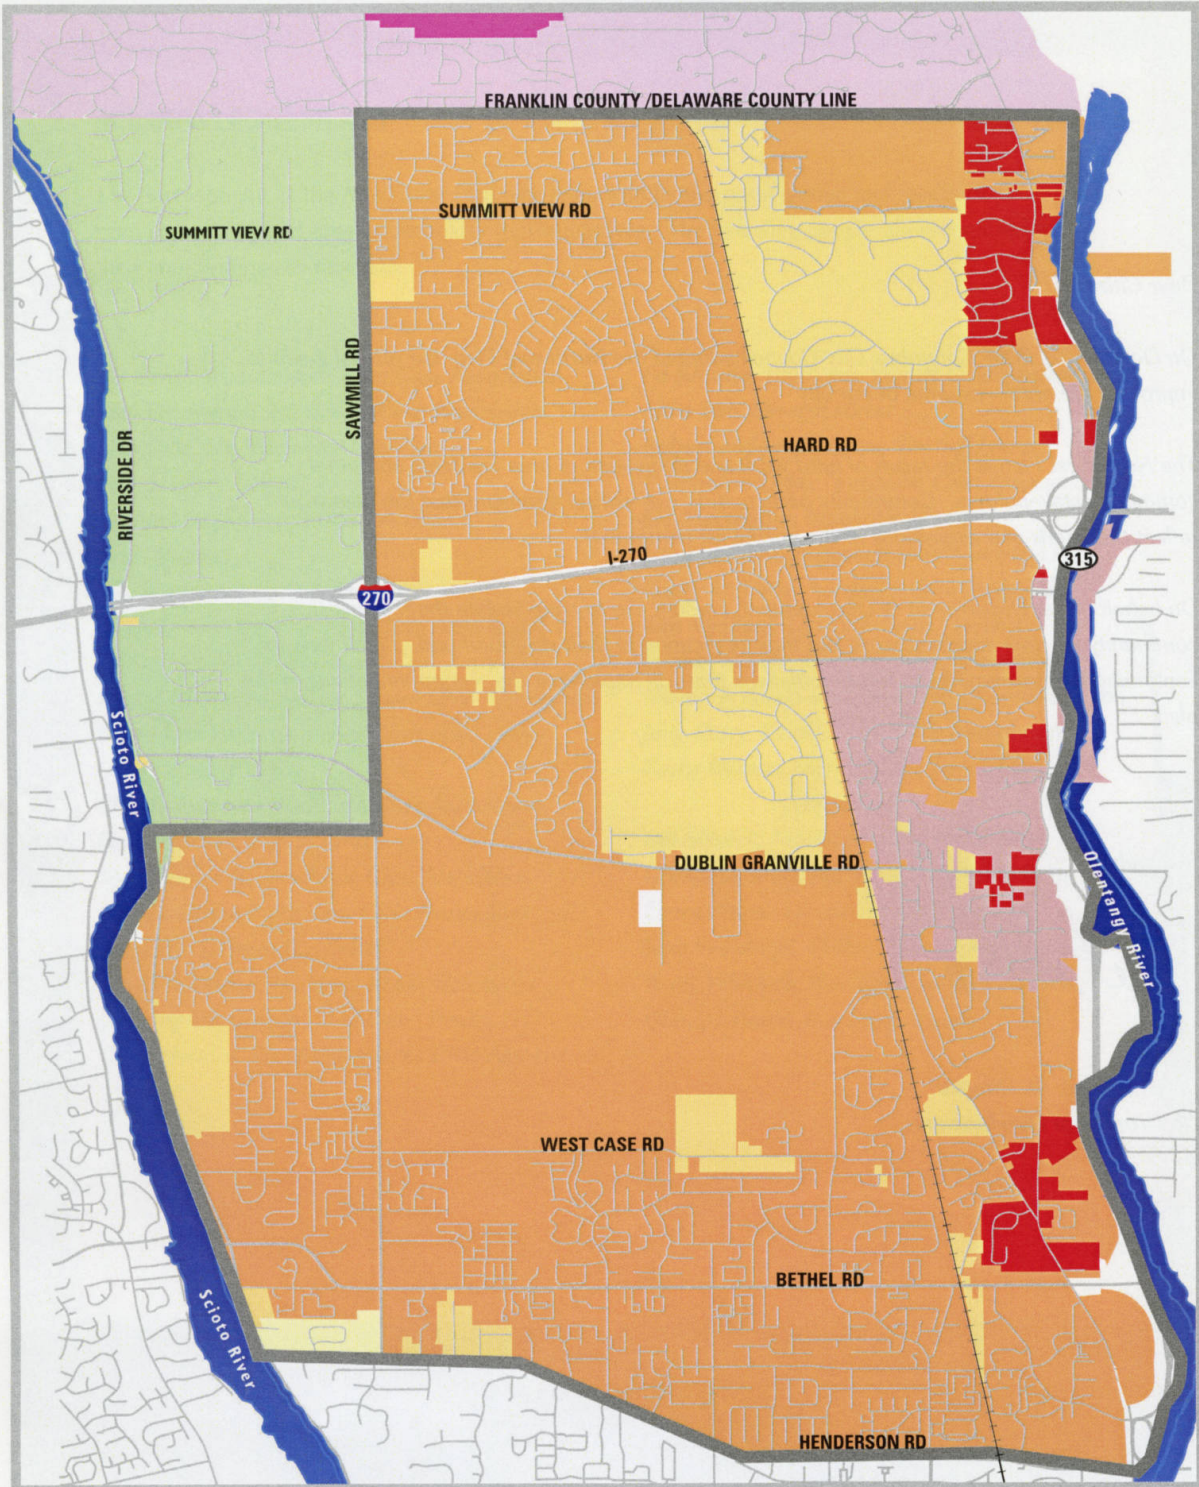 FRANKLIN COUNTY /DELAWARE COUNTY LINE
SUMMITT VIEW RD
SUMMITT VIEW RD
SAWMILL RD
RIVERSIDE DR
HARD RD
I-270
315
270
Scioto River
DUBLIN GRANVILLE RD
Olentangy River
WEST CASE RD
BETHEL RD
Scioto River
HENDERSON RD